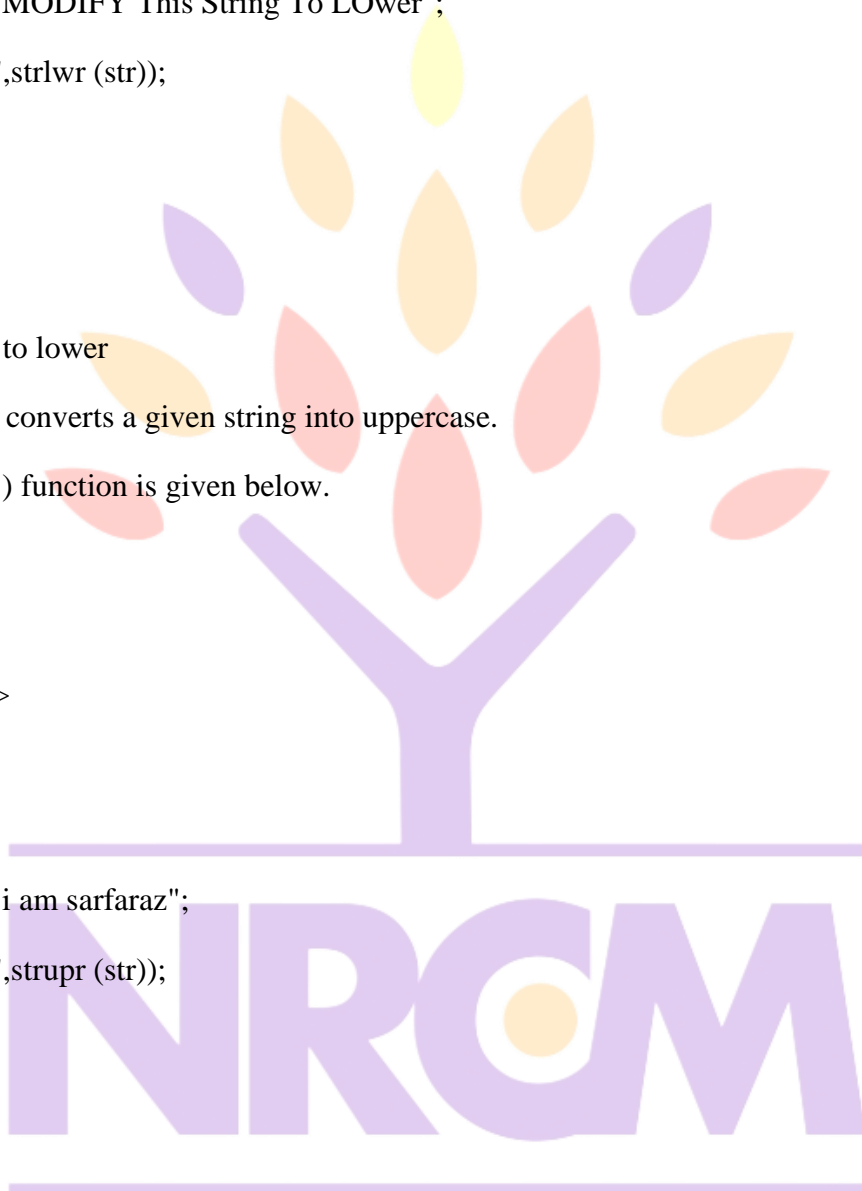 MODIFY This String To LOwer";
",strlwr (str));
to lower
converts a given string into uppercase.
) function is given below.
>
i am sarfaraz";
",strupr (str));
NRCM